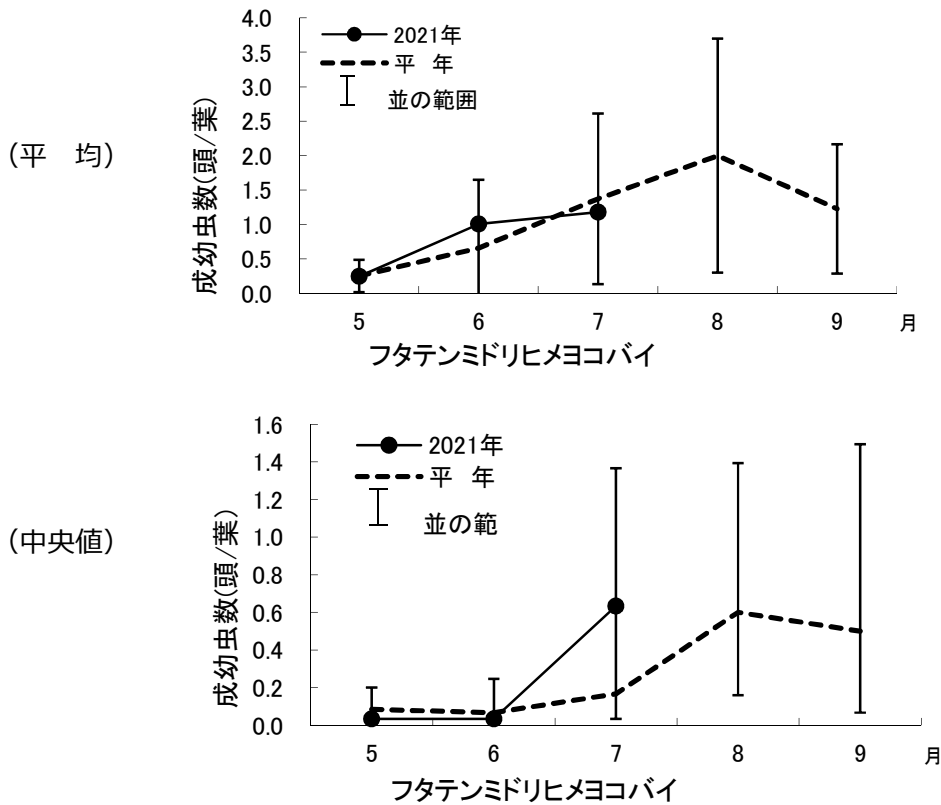 (平　均)
成幼虫数(頭/葉)
4.0
3.5
3.0
2.5
2.0
1.5
1.0
0.5
0.0
2021年
平　年
並の範囲
5 6 7 8 9 月
フタテンミドリヒメヨコバイ
(中央値)
成幼虫数(頭/葉)
1.6
1.4
1.2
1.0
0.8
0.6
0.4
0.2
0.0
2021年
平　年
並の範
5 6 7 8 9 月
フタテンミドリヒメヨコバイ